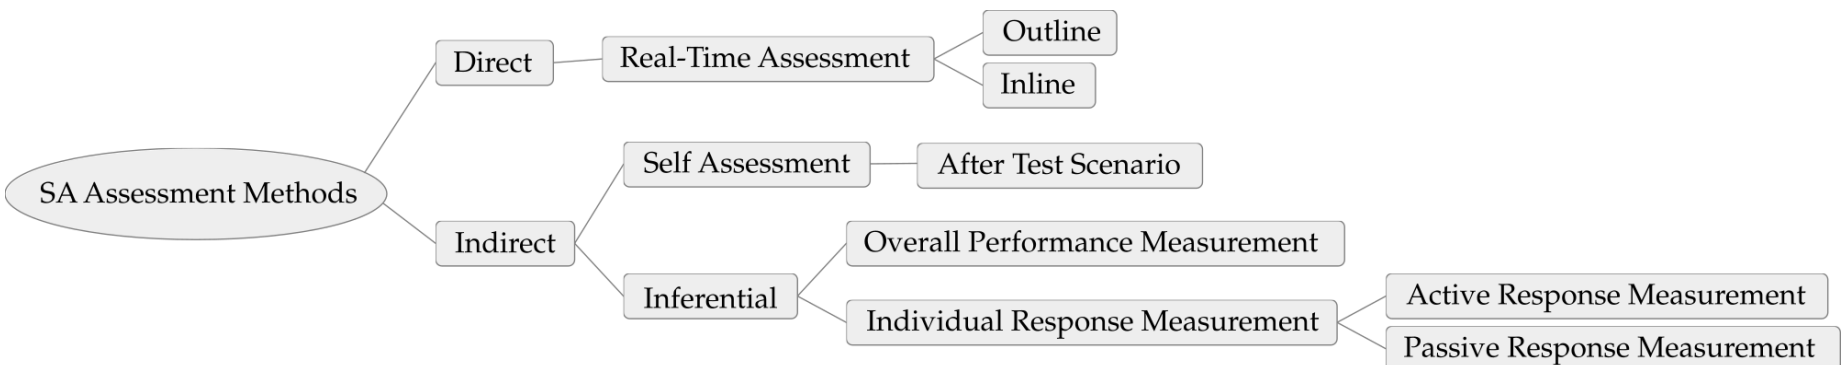 SA Assessment Methods
Direct
Real-Time Assessment
Outline
Inline
Indirect
Self Assessment
After Test Scenario
Inferential
Overall Performance Measurement
Individual Response Measurement
Active Response Measurement
Passive Response Measurement